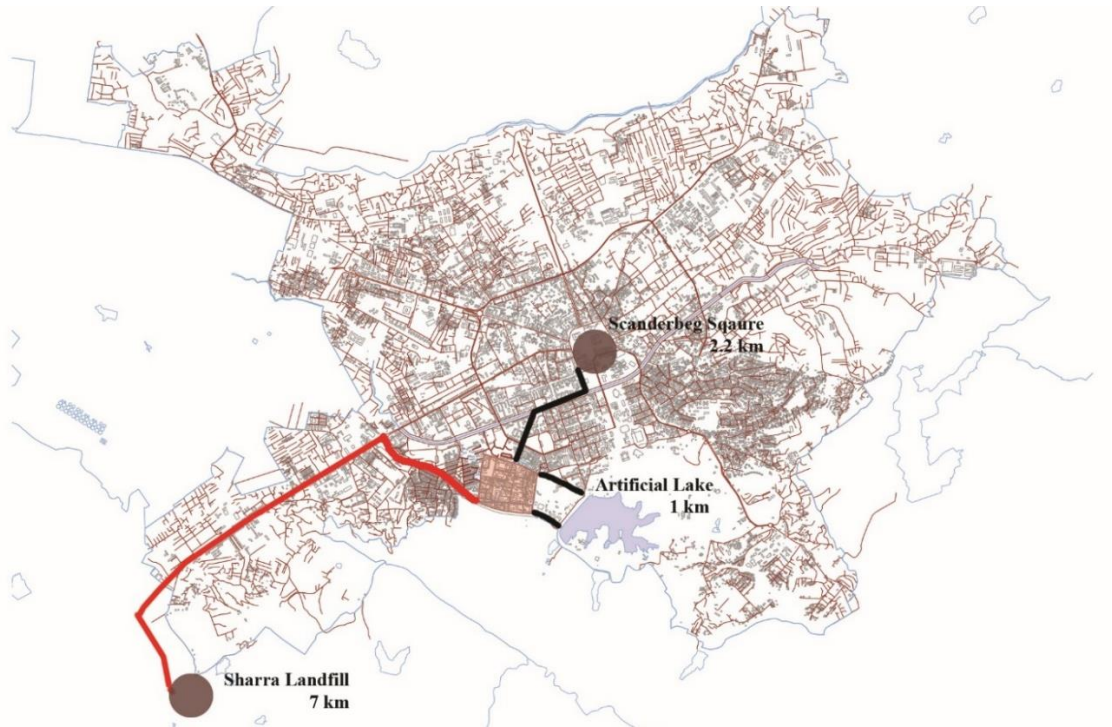 Scanderbeg Sqaure
2.2 km
Artificial Lake
1 km
Sharra Landfill
7 km